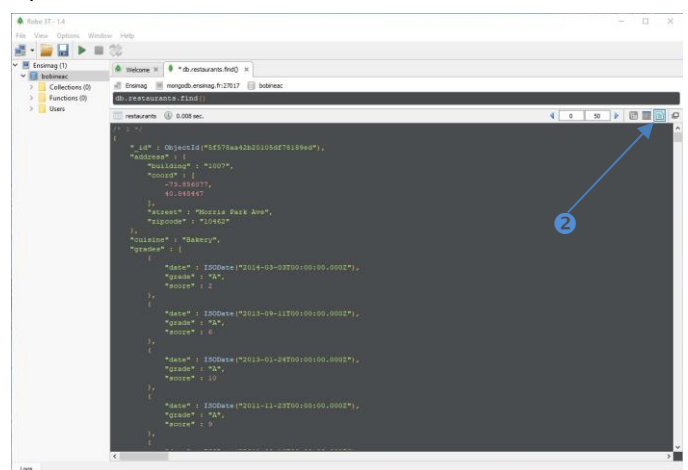 Robo 3T - 1.4
File View Options Window Help
Ensimag (1)
bobineac
Collections (0)
Functions (0)
Users
Welcome × * db.restaurants.find() ×
Ensimag mongodb.ensimag.fr:27017 bobineac
db.restaurants.find()
restaurants 0.008 sec. 0 50
/* 1 */
{
"_id" : ObjectId("5f578aa42b20105df78189ed"),
"address" : {
"building" : "1007",
"coord" : [
-73.856077,
40.848447
],
"street" : "Morris Park Ave",
"zipcode" : "10462"
},
"cuisine" : "Bakery",
"grades" : [
{
"date" : ISODate("2014-03-03T00:00:00.000Z"),
"grade" : "A",
"score" : 2
},
{
"date" : ISODate("2013-09-11T00:00:00.000Z"),
"grade" : "A",
"score" : 6
},
{
"date" : ISODate("2013-01-24T00:00:00.000Z"),
"grade" : "A",
"score" : 10
},
{
"date" : ISODate("2011-11-23T00:00:00.000Z"),
"grade" : "A",
"score" : 9
},
{
2
Logs